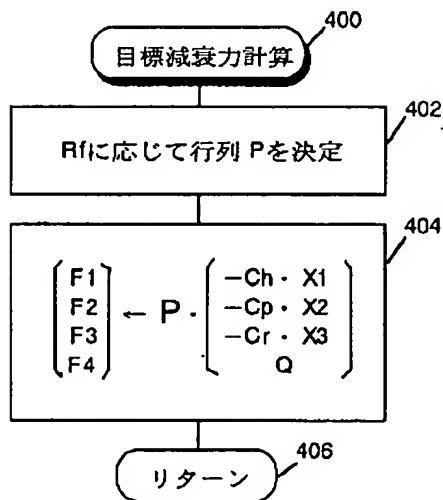 目標減衰力計算
400
402
Rfに応じて行列 Pを決定
404
F1
F2
F3
F4
← P ·
-Ch · X1
-Cp · X2
-Cr · X3
Q
406
リターン